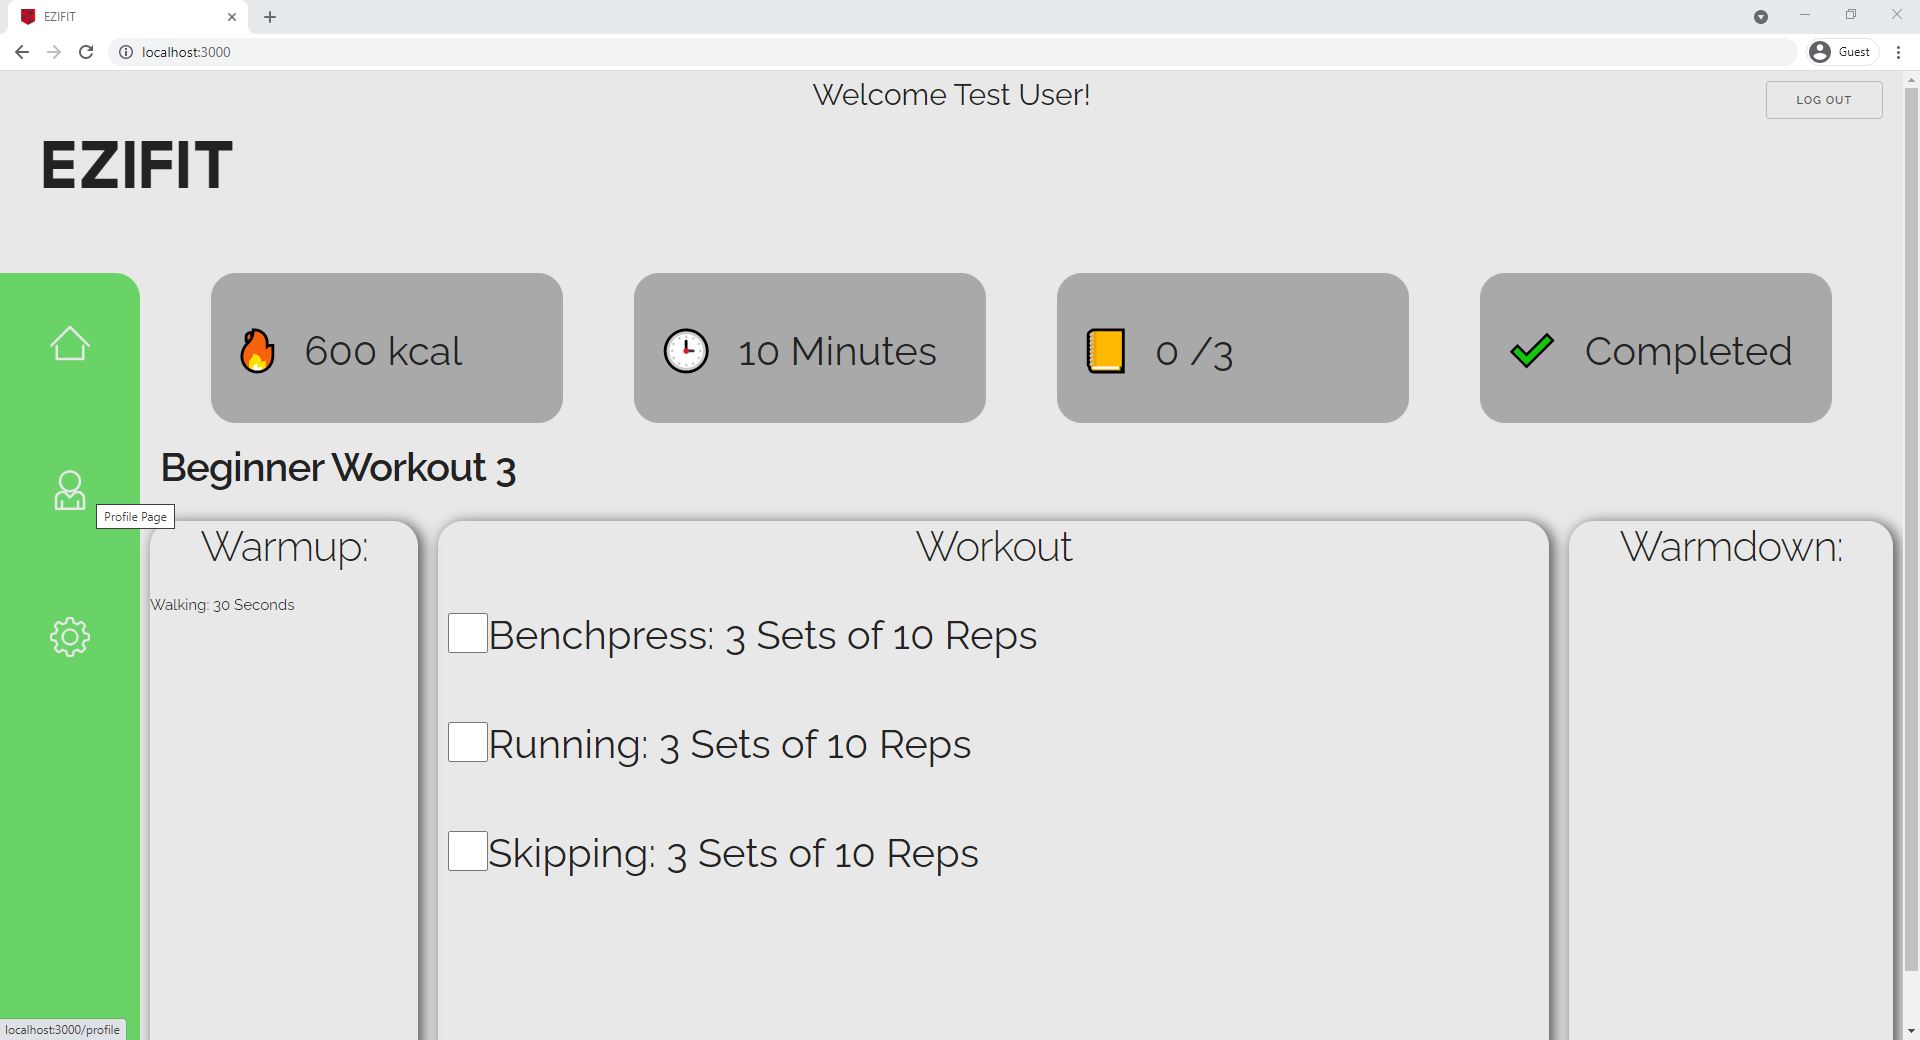 EZIFIT
localhost:3000
Guest
Welcome Test User!
LOG OUT
EZIFIT
600 kcal
10 Minutes
0 /3
Completed
Beginner Workout 3
Profile Page
Warmup:
Walking: 30 Seconds
Workout
Benchpress: 3 Sets of 10 Reps
Running: 3 Sets of 10 Reps
Skipping: 3 Sets of 10 Reps
Warmdown:
localhost:3000/profile